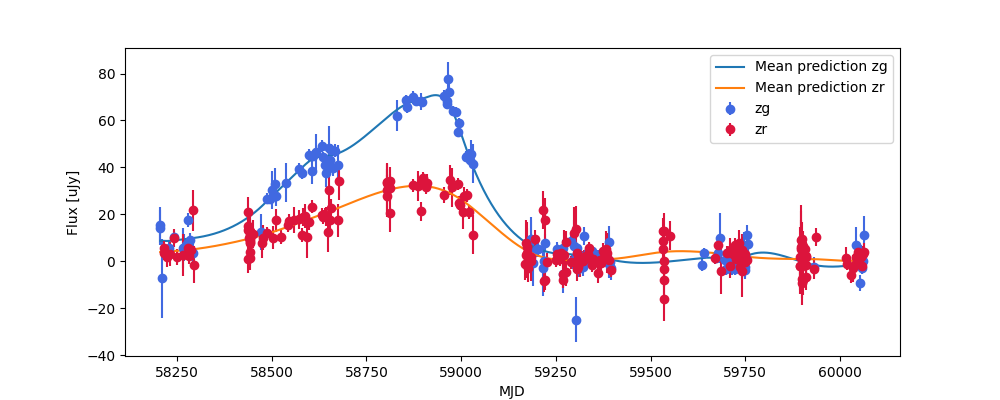 80
60
40
20
0
−20
−40
Flux [uJy]
58250
58500
58750
59000
59250
59500
59750
60000
MJD
Mean prediction zg
Mean prediction zr
zg
zr